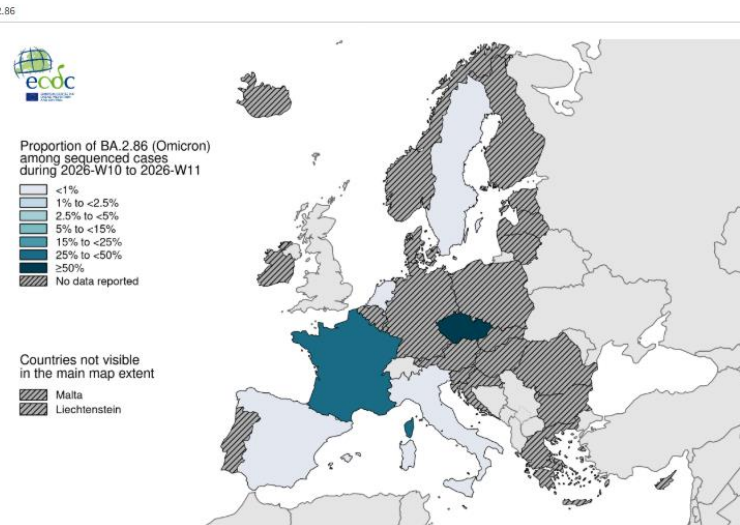 2.86
ecdc
Proportion of BA.2.86 (Omicron)
among sequenced cases
during 2026-W10 to 2026-W11
<1%
1% to <2.5%
2.5% to <5%
5% to <15%
15% to <25%
25% to <50%
≥50%
No data reported
Countries not visible
in the main map extent
Malta
Liechtenstein